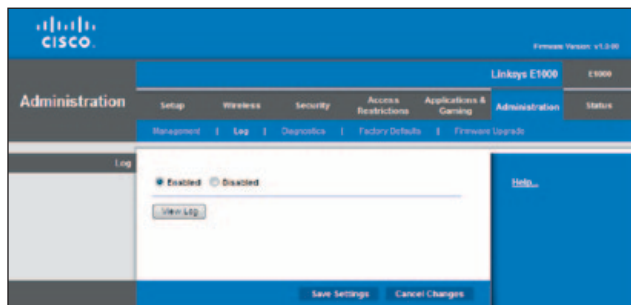 CISCO
Firmware Version: v1.0.00
Linksys E1000 E1000
Administration
Setup Wireless Security Access Restrictions Applications & Gaming Administration Status
Management | Log | Diagnostics | Factory Defaults | Firmware Upgrade
Log
Enabled Disabled
Help...
View Log
Save Settings Cancel Changes